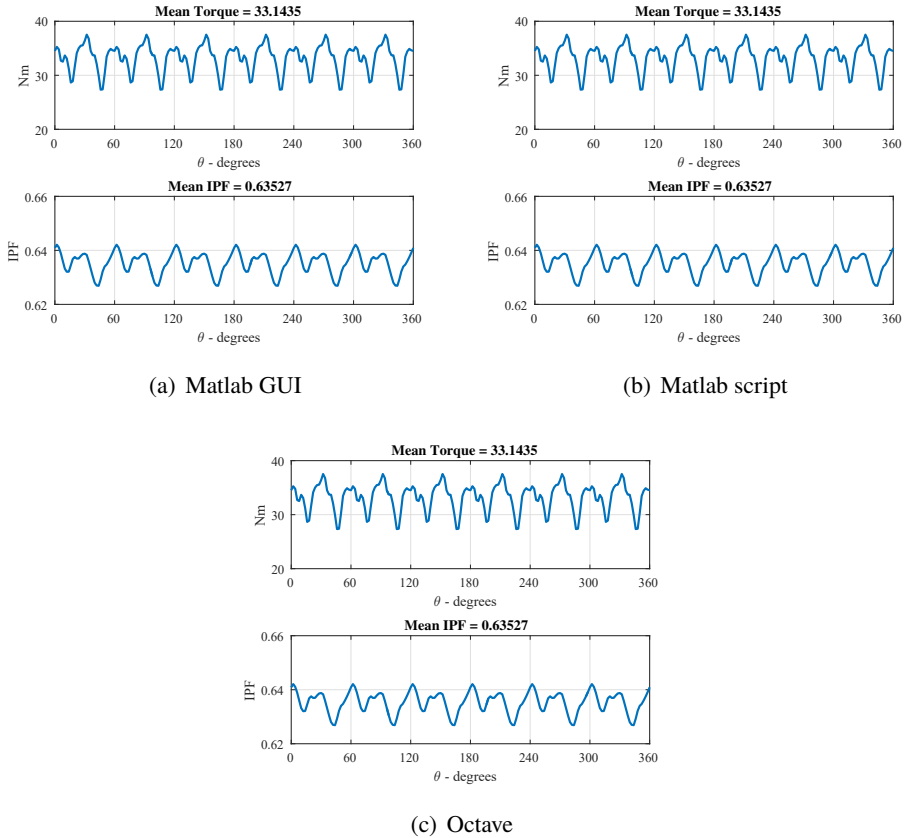 Mean Torque = 33.1435
40
30
20
Nm
0 60 120 180 240 300 360
θ - degrees
Mean IPF = 0.63527
0.66
0.64
0.62
IPF
0 60 120 180 240 300 360
θ - degrees
(a) Matlab GUI
Mean Torque = 33.1435
40
30
20
Nm
0 60 120 180 240 300 360
θ - degrees
Mean IPF = 0.63527
0.66
0.64
0.62
IPF
0 60 120 180 240 300 360
θ - degrees
(b) Matlab script
Mean Torque = 33.1435
40
30
20
Nm
0 60 120 180 240 300 360
θ - degrees
Mean IPF = 0.63527
0.66
0.64
0.62
IPF
0 60 120 180 240 300 360
θ - degrees
(c) Octave